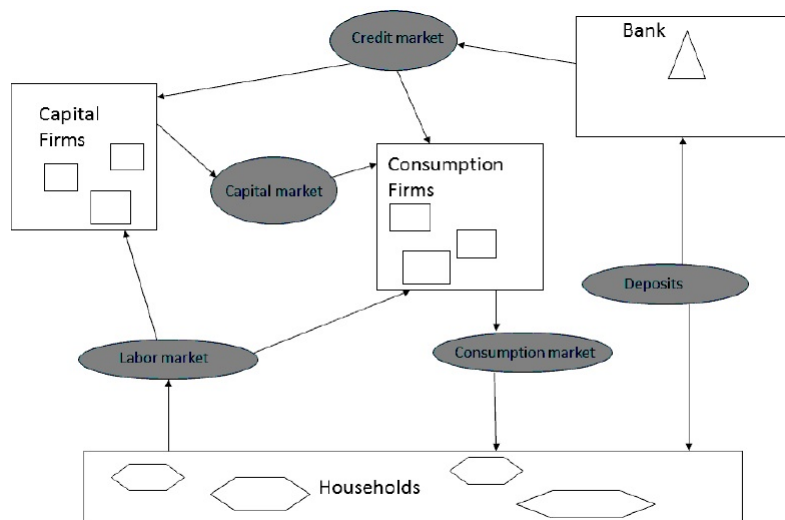 Credit market
Bank
Capital
Firms
Capital market
Consumption
Firms
Deposits
Labor market
Consumption market
Households